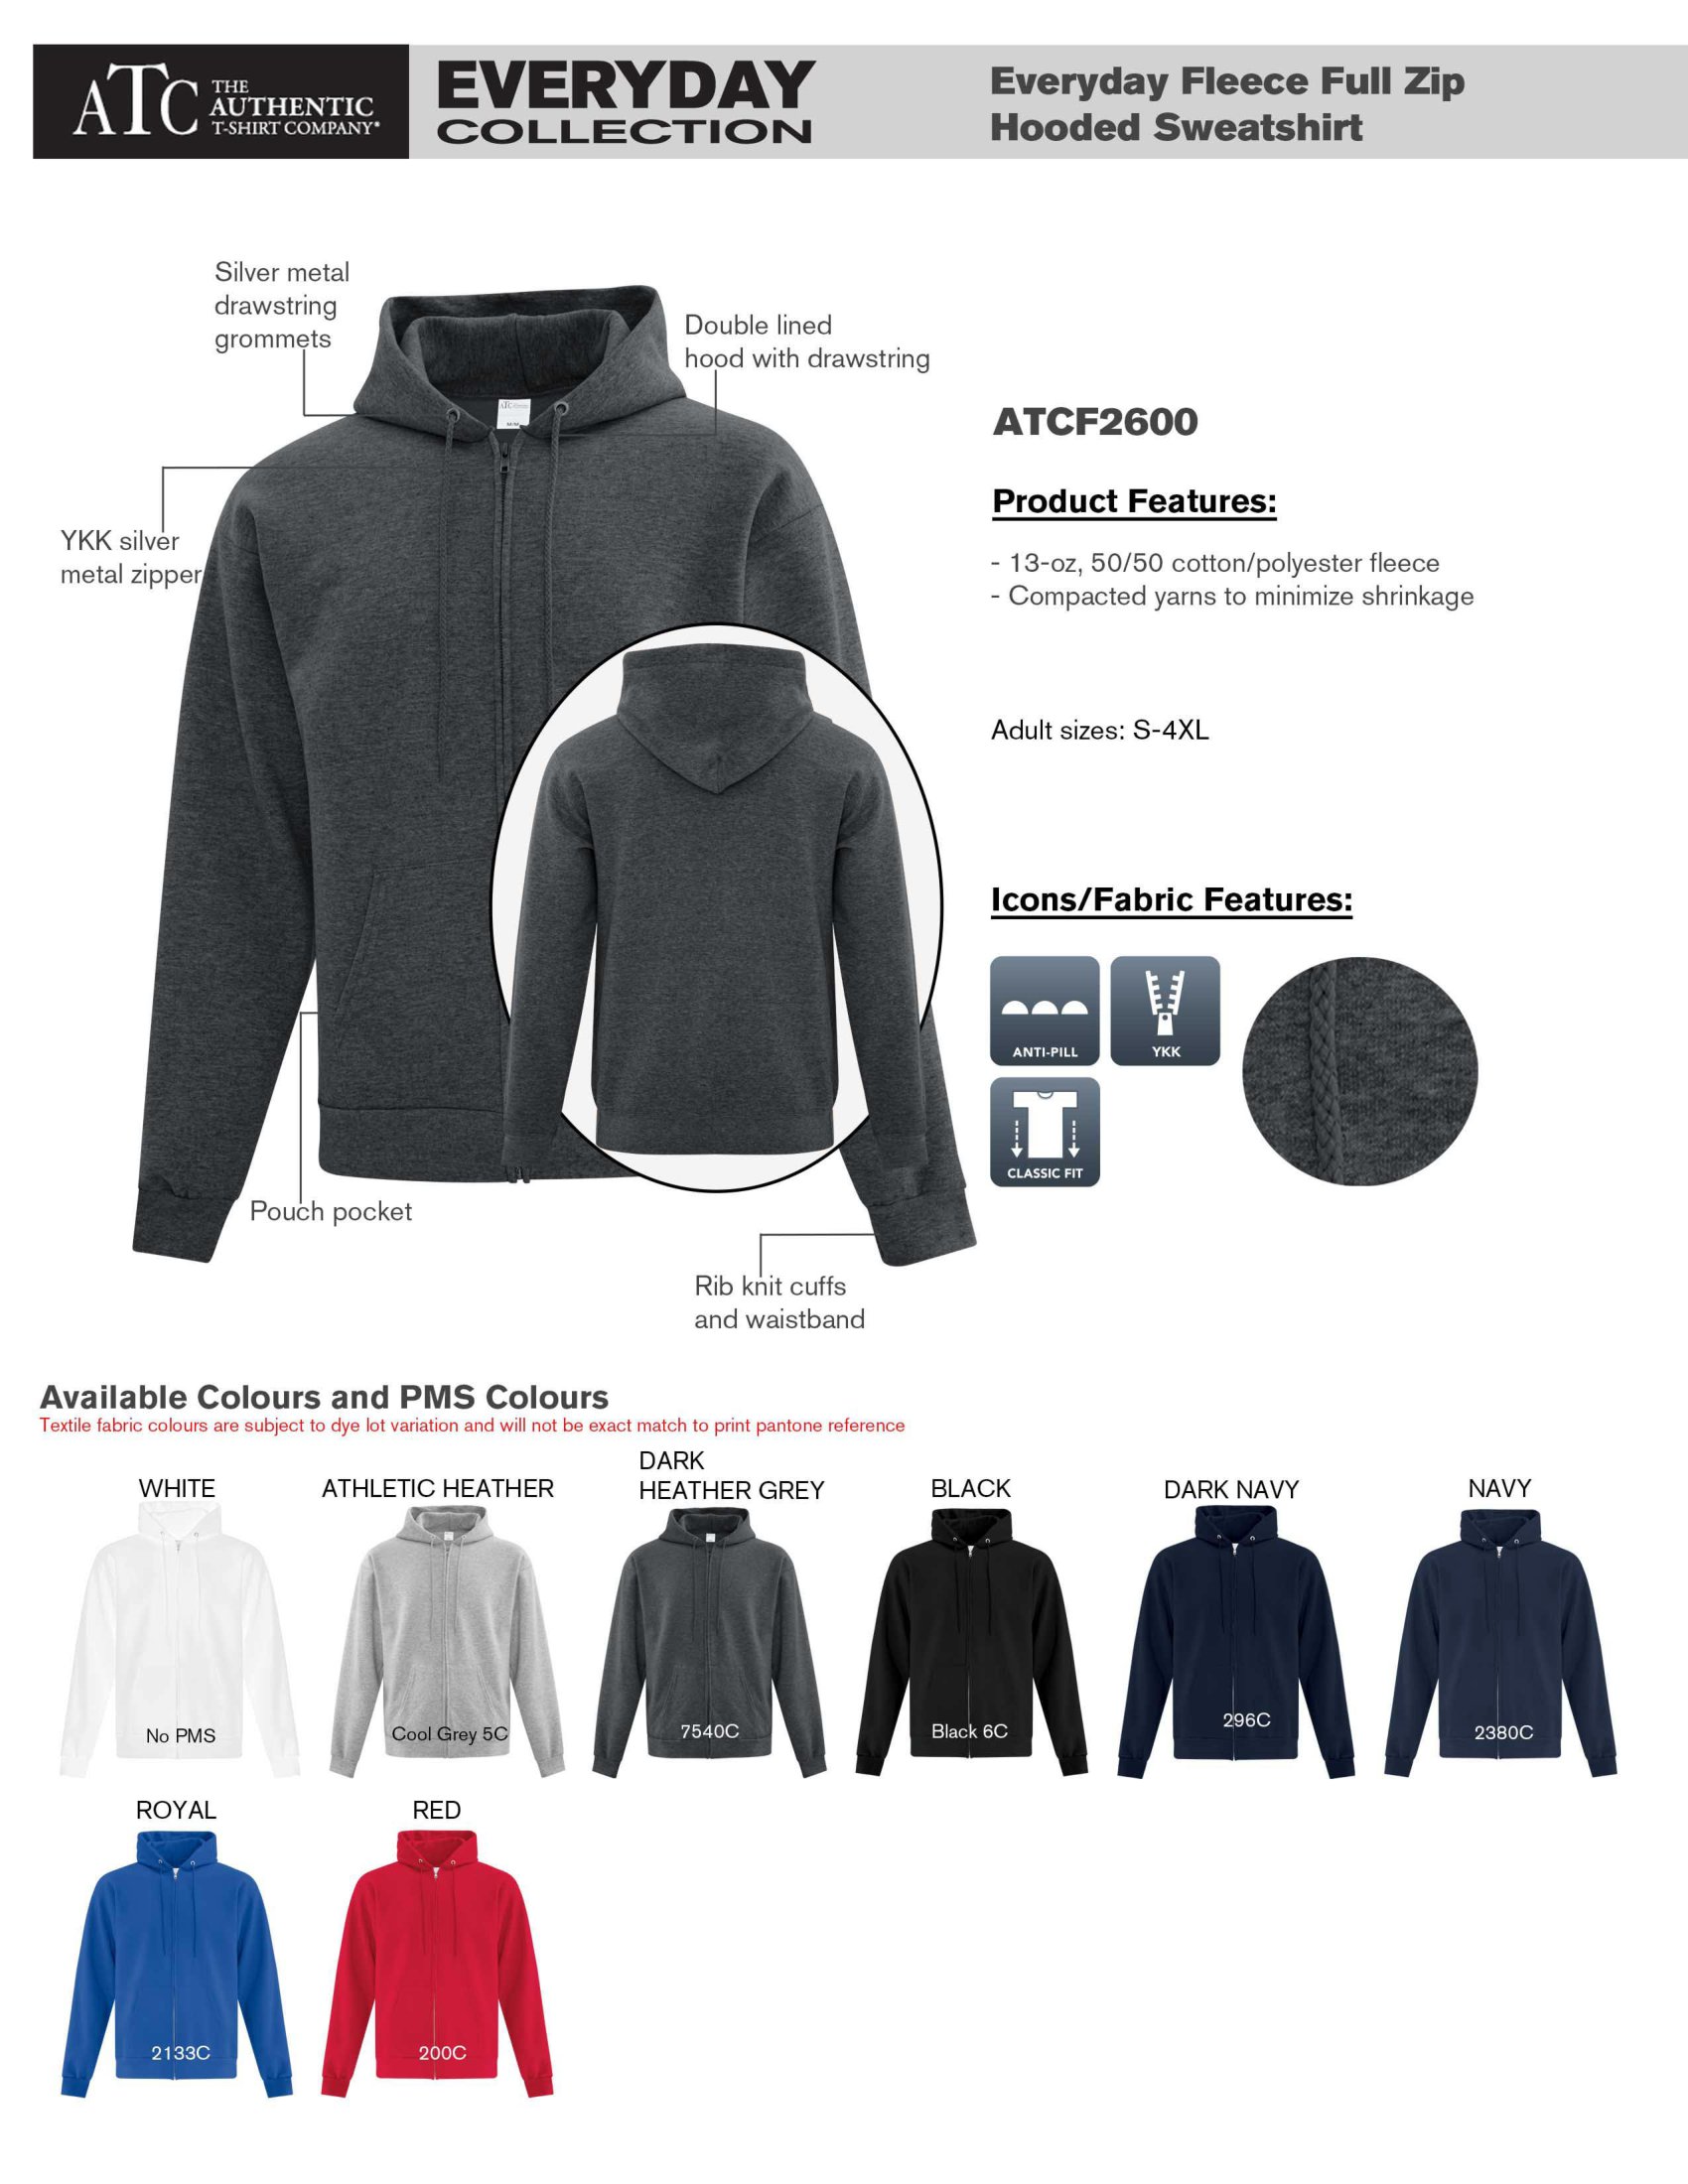 ATC THE
AUTHENTIC
T-SHIRT COMPANY®
EVERYDAY
COLLECTION
Everyday Fleece Full Zip
Hooded Sweatshirt
Silver metal
drawstring
grommets
Double lined
hood with drawstring
YKK silver
metal zipper
ATCF2600
Product Features:
- 13-oz, 50/50 cotton/polyester fleece
- Compacted yarns to minimize shrinkage
Adult sizes: S-4XL
Icons/Fabric Features:
ANTI-PILL
YKK
CLASSIC FIT
Pouch pocket
Rib knit cuffs
and waistband
Available Colours and PMS Colours
Textile fabric colours are subject to dye lot variation and will not be exact match to print pantone reference
WHITE
ATHLETIC HEATHER
DARK
HEATHER GREY
BLACK
DARK NAVY
NAVY
No PMS
Cool Grey 5C
7540C
Black 6C
296C
2380C
ROYAL
RED
2133C
200C